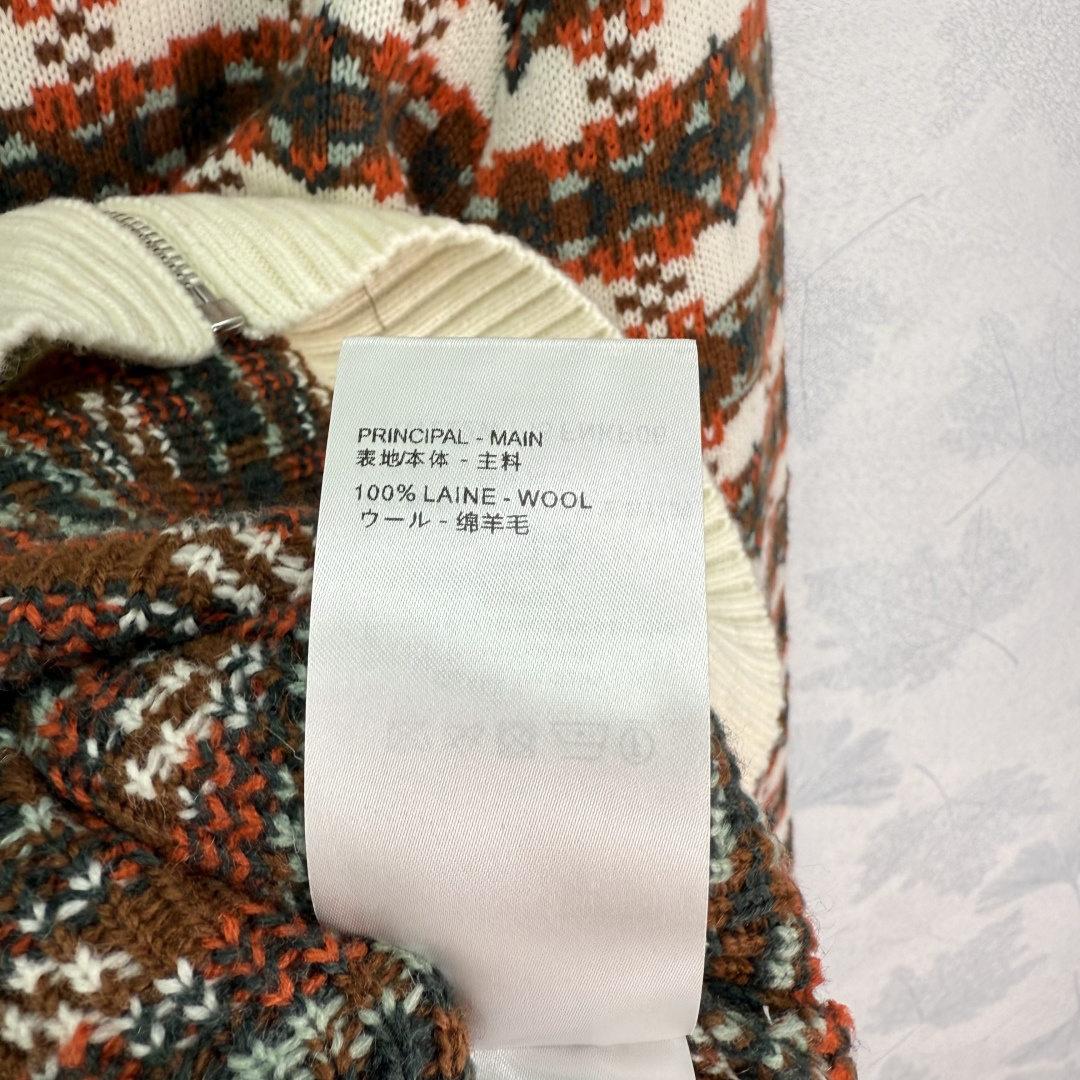 PRINCIPAL - MAIN
表地/本体 - 主料
100% LAINE - WOOL
ウール - 绵羊毛